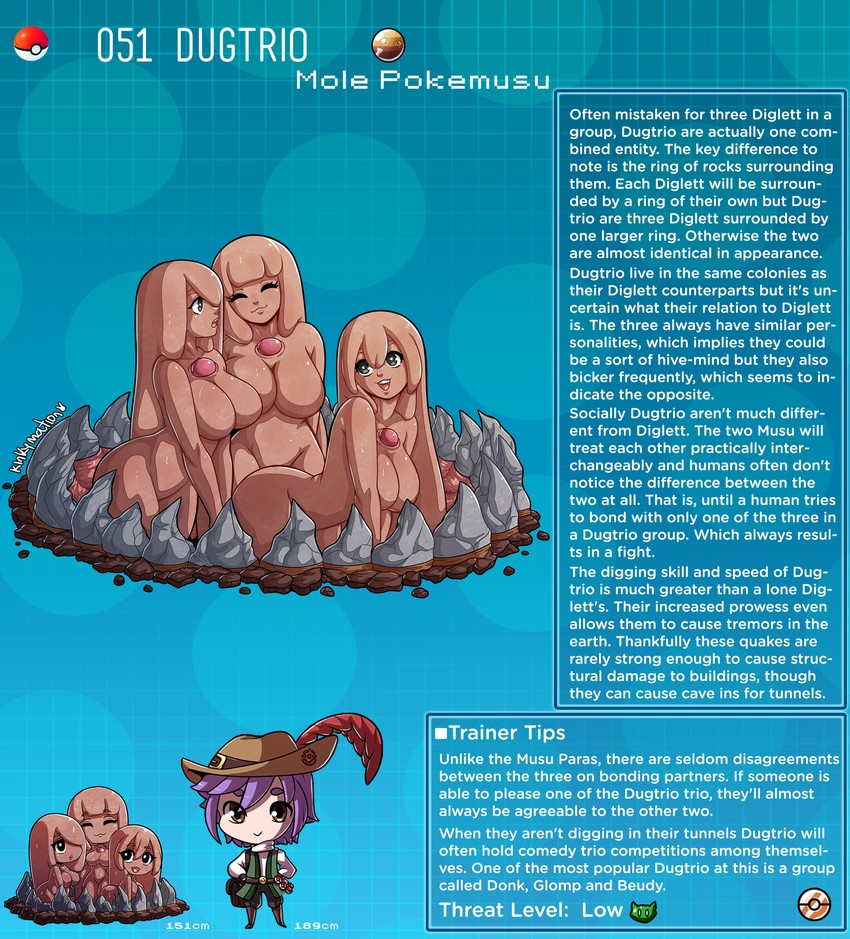 051 DUGTRIO
Mole Pokemusu
Often mistaken for three Diglett in a
group, Dugtrio are actually one com-
bined entity. The key difference to
note is the ring of rocks surrounding
them. Each Diglett will be surroun-
ded by a ring of their own but Dug-
trio are three Diglett surrounded by
one larger ring. Otherwise the two
are almost identical in appearance.
Dugtrio live in the same colonies as
their Diglett counterparts but it's un-
certain what their relation to Diglett
is. The three always have similar per-
sonalities, which implies they could
be a sort of hive-mind but they also
bicker frequently, which seems to in-
dicate the opposite.
Socially Dugtrio aren't much differ-
ent from Diglett. The two Musu will
treat each other practically inter-
changeably and humans often don't
notice the difference between the
two at all. That is, until a human tries
to bond with only one of the three in
a Dugtrio group. Which always resul-
ts in a fight.
The digging skill and speed of Dug-
trio is much greater than a lone Dig-
lett's. Their increased prowess even
allows them to cause tremors in the
earth. Thankfully these quakes are
rarely strong enough to cause struc-
tural damage to buildings, though
they can cause cave ins for tunnels.
kinkymation
■Trainer Tips
Unlike the Musu Paras, there are seldom disagreements
between the three on bonding partners. If someone is
able to please one of the Dugtrio trio, they'll almost
always be agreeable to the other two.
When they aren't digging in their tunnels Dugtrio will
often hold comedy trio competitions among themsel-
ves. One of the most popular Dugtrio at this is a group
called Donk, Glomp and Beudy.
Threat Level: Low
151cm
189cm